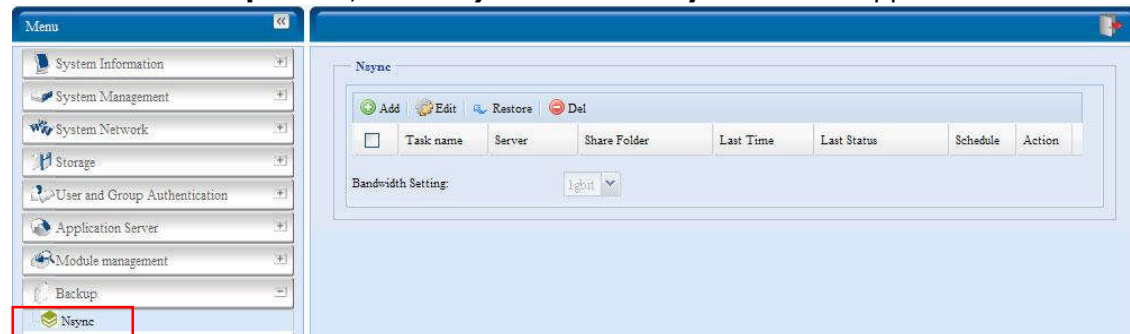 Menu
System Information
System Management
System Network
Storage
User and Group Authentication
Application Server
Module management
Backup
Nsync
Nsync
Add Edit Restore Del
Task name Server Share Folder Last Time Last Status Schedule Action
Bandwidth Setting: 1gbit